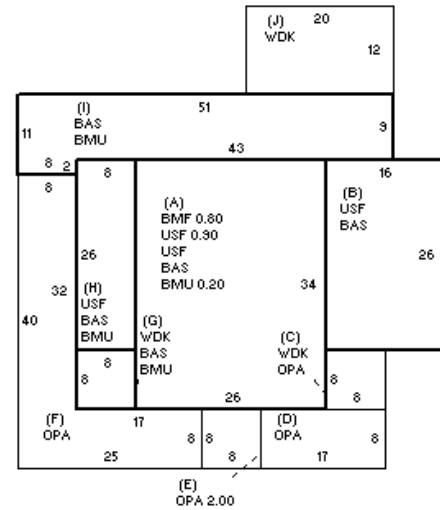 (J)
WDK
20
12
(I)
BAS
BMU
51
11
9
43
8
2
8
8
16
(A)
BMF 0.80
USF 0.90
USF
BAS
BMU 0.20
(B)
USF
BAS
26
26
32
34
40
(H)
USF
BAS
BMU
(G)
WDK
BAS
BMU
(C)
WDK
OPA
8
8
8
8
26
(F)
OPA
17
(D)
OPA
8
8
8
25
8
17
(E)
OPA 2.00